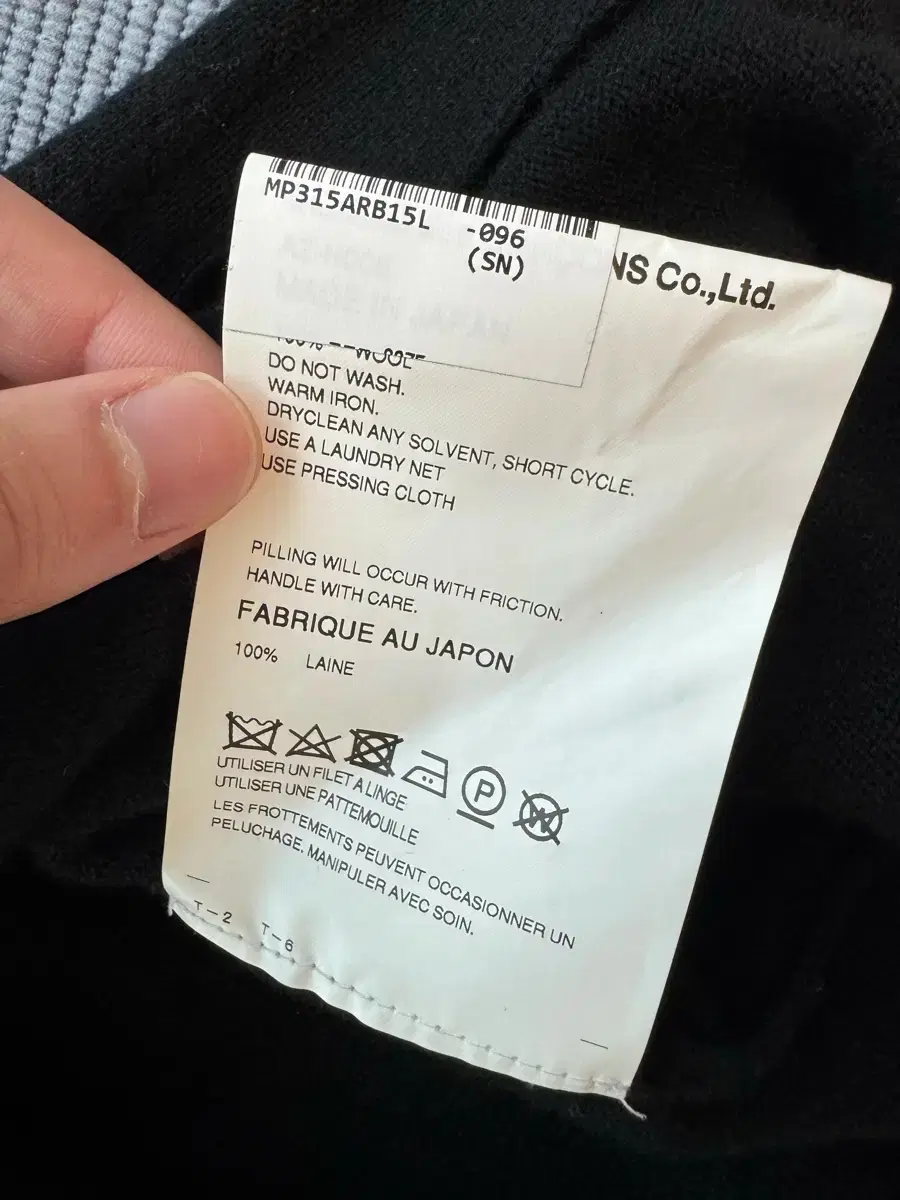 MP315ARB15L -096
(SN)
NS Co.,Ltd.
100%
DO NOT WASH.
WARM IRON.
DRYCLEAN ANY SOLVENT, SHORT CYCLE.
USE A LAUNDRY NET
USE PRESSING CLOTH
PILLING WILL OCCUR WITH FRICTION.
HANDLE WITH CARE.
FABRIQUE AU JAPON
100% LAINE
P
W
UTILISER UN FILET A LINGE
UTILISER UNE PATTEMOUILLE
LES FROTTEMENTS PEUVENT OCCASIONNER UN
PELUCHAGE. MANIPULER AVEC SOIN.
T-2 T-6